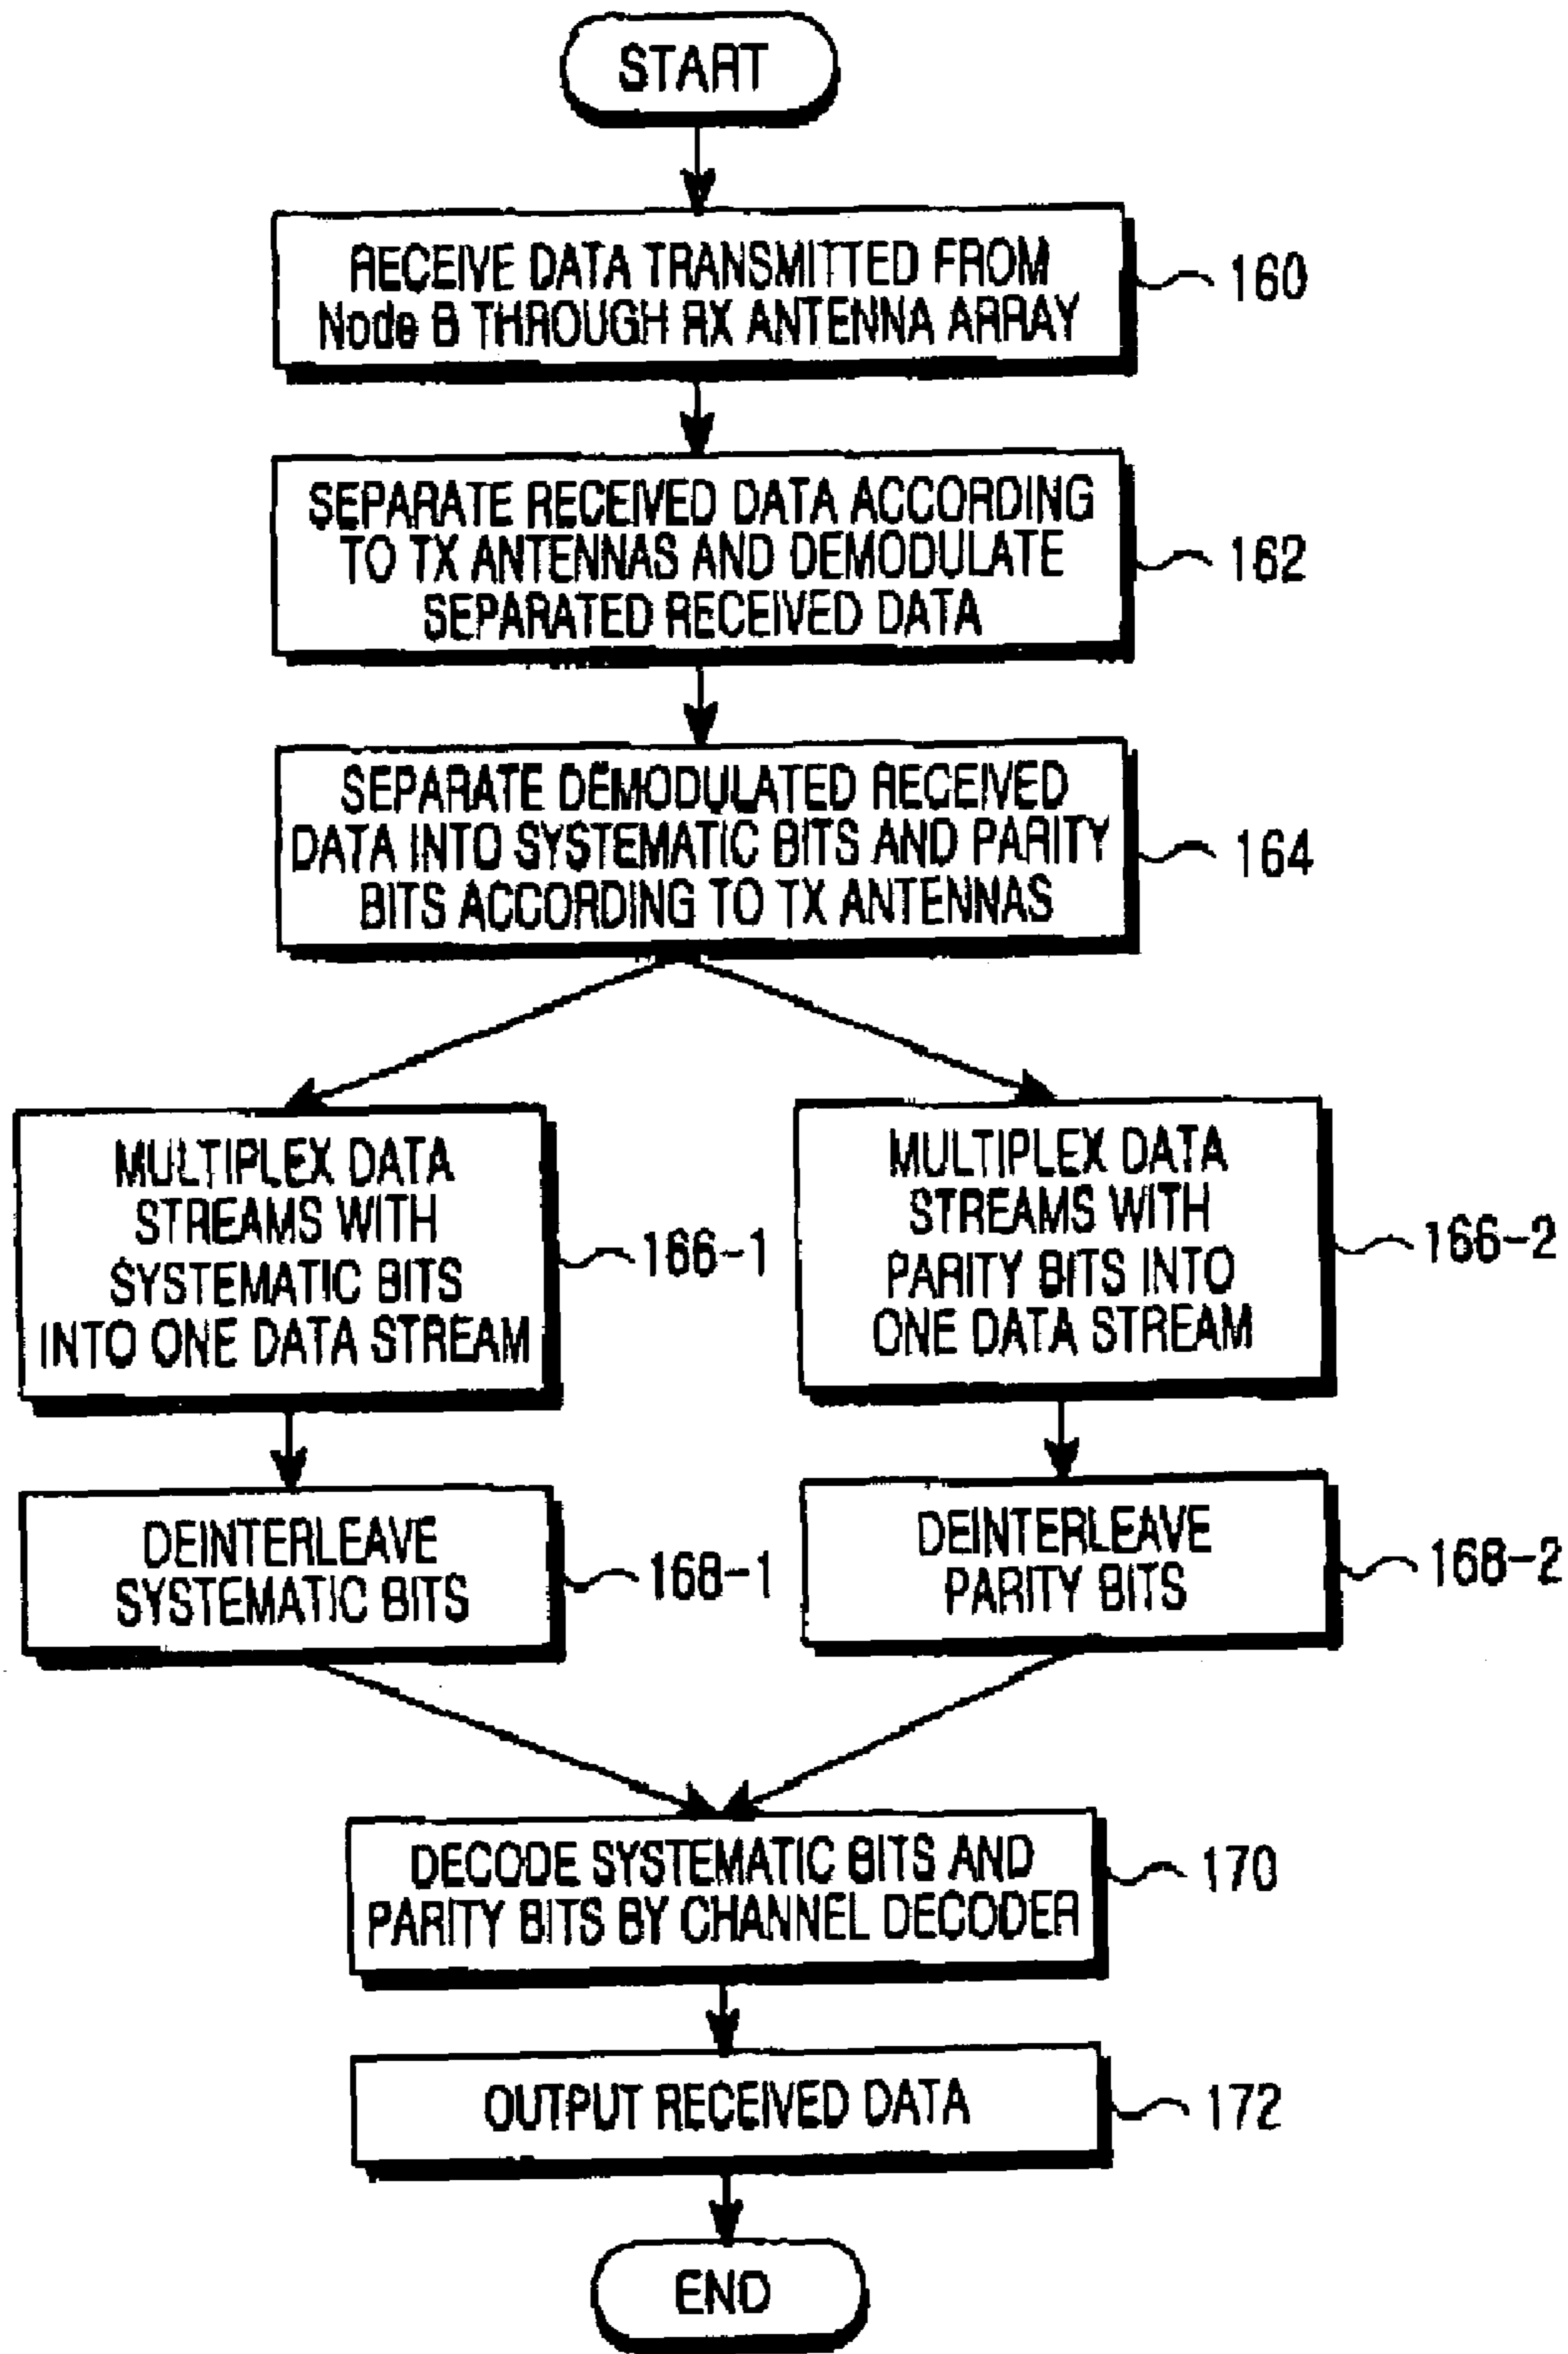 START
RECEIVE DATA TRANSMITTED FROM
Node B THROUGH RX ANTENNA ARRAY
160
SEPARATE RECEIVED DATA ACCORDING
TO TX ANTENNAS AND DEMODULATE
SEPARATED RECEIVED DATA
162
SEPARATE DEMODULATED RECEIVED
DATA INTO SYSTEMATIC BITS AND PARITY
BITS ACCORDING TO TX ANTENNAS
164
MULTIPLEX DATA
STREAMS WITH
SYSTEMATIC BITS
INTO ONE DATA STREAM
166-1
MULTIPLEX DATA
STREAMS WITH
PARITY BITS INTO
ONE DATA STREAM
166-2
DEINTERLEAVE
SYSTEMATIC BITS
168-1
DEINTERLEAVE
PARITY BITS
168-2
DECODE SYSTEMATIC BITS AND
PARITY BITS BY CHANNEL DECODER
170
OUTPUT RECEIVED DATA
172
END